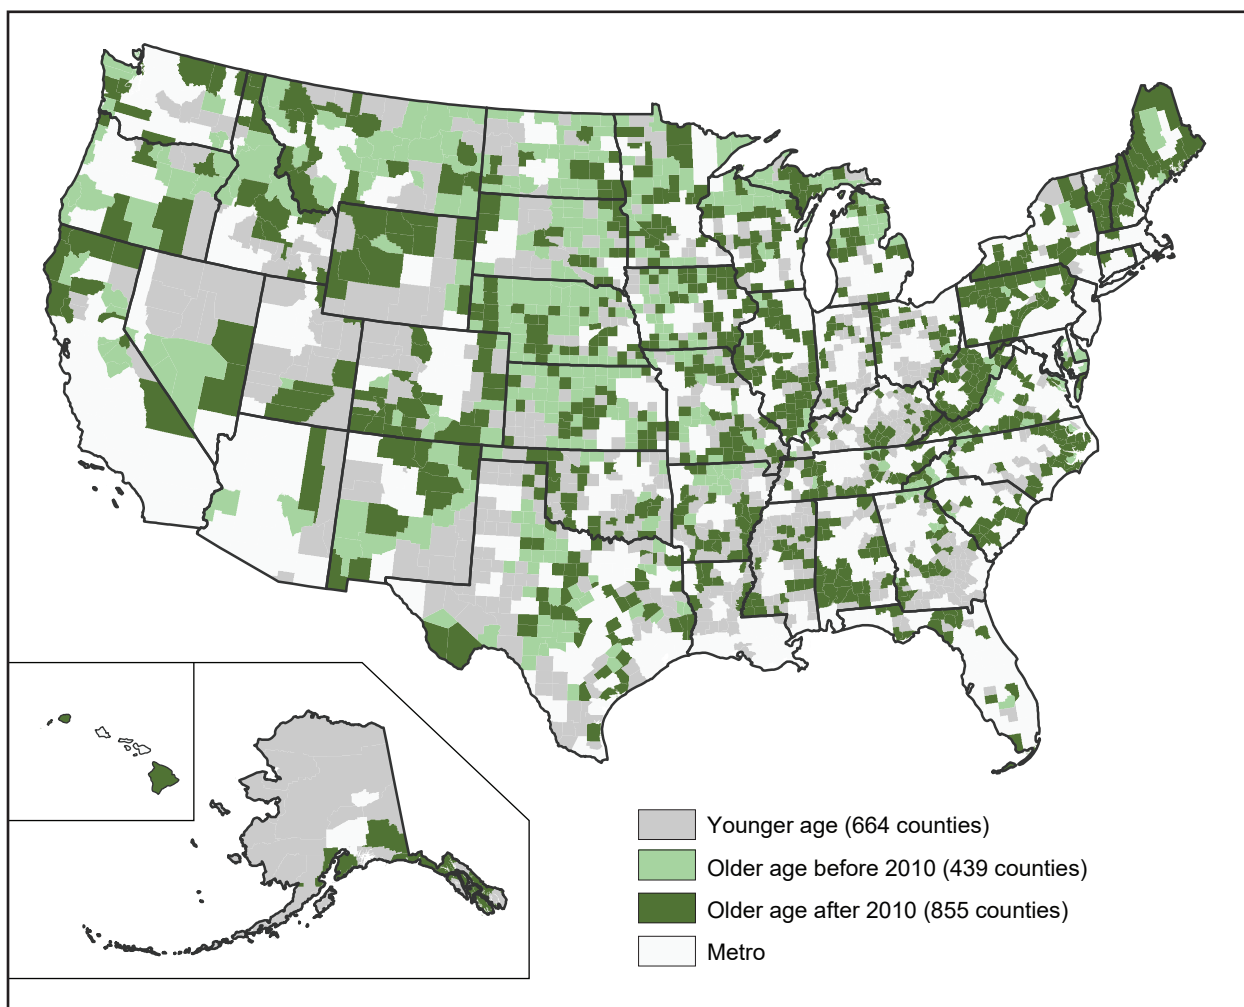 Younger age (664 counties)
Older age before 2010 (439 counties)
Older age after 2010 (855 counties)
Metro